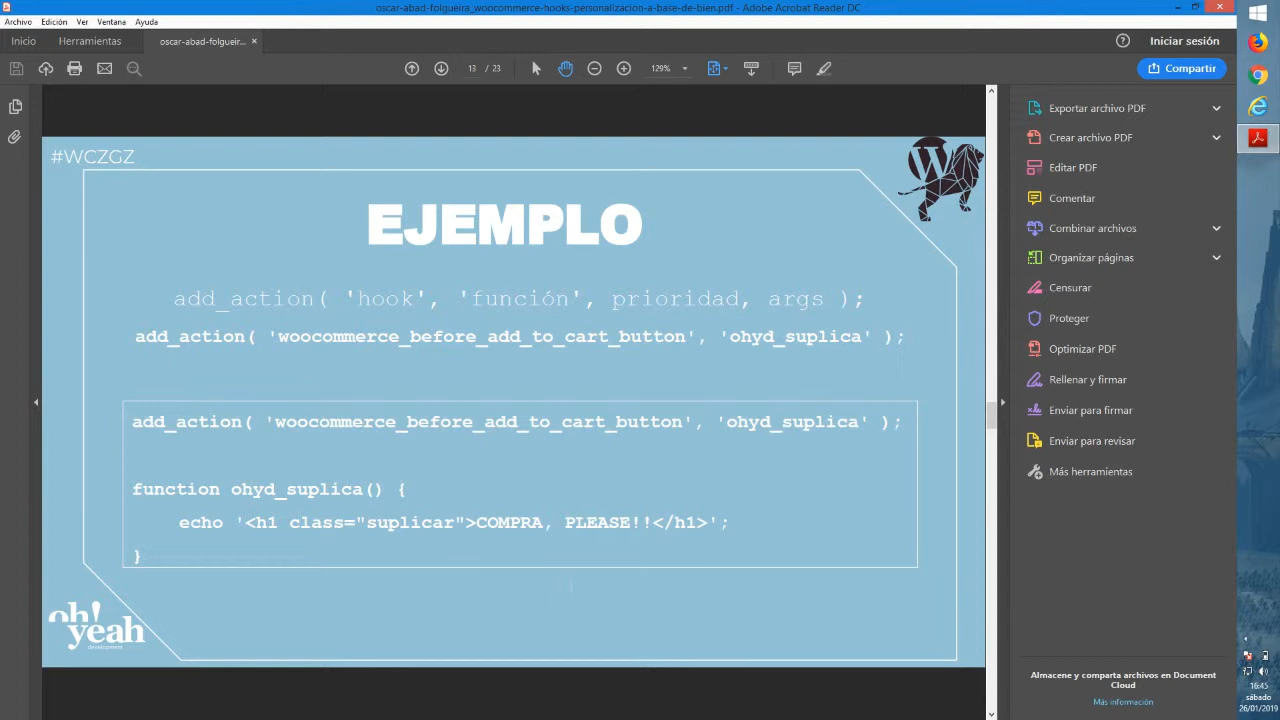 oscar-abad-folgueira_woocommerce-hooks-personalizacion-a-base-de-bien.pdf - Adobe Acrobat Reader DC
Archivo Edición Ver Ventana Ayuda
Inicio Herramientas oscar-abad-folgueir... × Iniciar sesión
13 / 23 129% Compartir
#WCZGZ
EJEMPLO
add_action( 'hook', 'función', prioridad, args );
add_action( 'woocommerce_before_add_to_cart_button', 'ohyd_suplica' );
add_action( 'woocommerce_before_add_to_cart_button', 'ohyd_suplica' );
function ohyd_suplica() {
echo '<h1 class="suplicar">COMPRA, PLEASE!!</h1>';
}
oh!
yeah
development
Exportar archivo PDF
Crear archivo PDF
Editar PDF
Comentar
Combinar archivos
Organizar páginas
Censurar
Proteger
Optimizar PDF
Rellenar y firmar
Enviar para firmar
Enviar para revisar
Más herramientas
Almacene y comparta archivos en Document
Cloud
Más información
16:45
sábado
26/01/2019